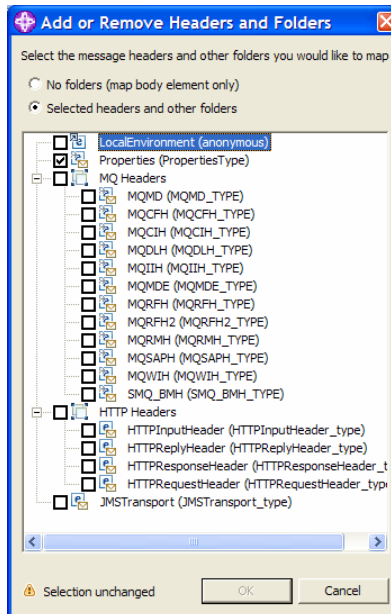 Add or Remove Headers and Folders
Select the message headers and other folders you would like to map
No folders (map body element only)
Selected headers and other folders
LocalEnvironment (anonymous)
Properties (PropertiesType)
MQ Headers
MQMD (MQMD_TYPE)
MQCFH (MQCFH_TYPE)
MQCIH (MQCIH_TYPE)
MQDLH (MQDLH_TYPE)
MQIIH (MQIIH_TYPE)
MQMDE (MQMDE_TYPE)
MQRFH (MQRFH_TYPE)
MQRFH2 (MQRFH2_TYPE)
MQRMH (MQRMH_TYPE)
MQSAPH (MQSAPH_TYPE)
MQWIH (MQWIH_TYPE)
SMQ_BMH (SMQ_BMH_TYPE)
HTTP Headers
HTTPInputHeader (HTTPInputHeader_type)
HTTPReplyHeader (HTTPReplyHeader_type)
HTTPResponseHeader (HTTPResponseHeader_t
HTTPRequestHeader (HTTPRequestHeader_type
JMSTransport (JMSTransport_type)
Selection unchanged
OK
Cancel